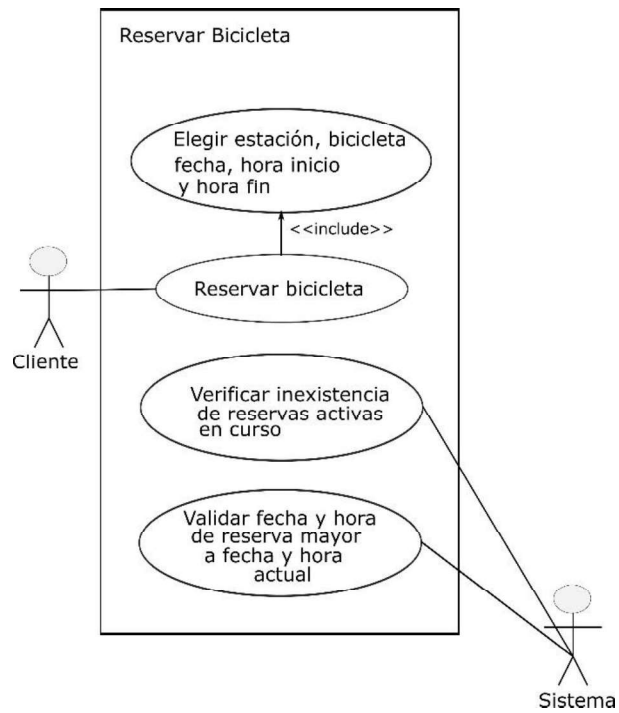 Reservar Bicicleta
Elegir estación, bicicleta
fecha, hora inicio
y hora fin
<<include>>
Reservar bicicleta
Cliente
Verificar inexistencia
de reservas activas
en curso
Validar fecha y hora
de reserva mayor
a fecha y hora
actual
Sistema